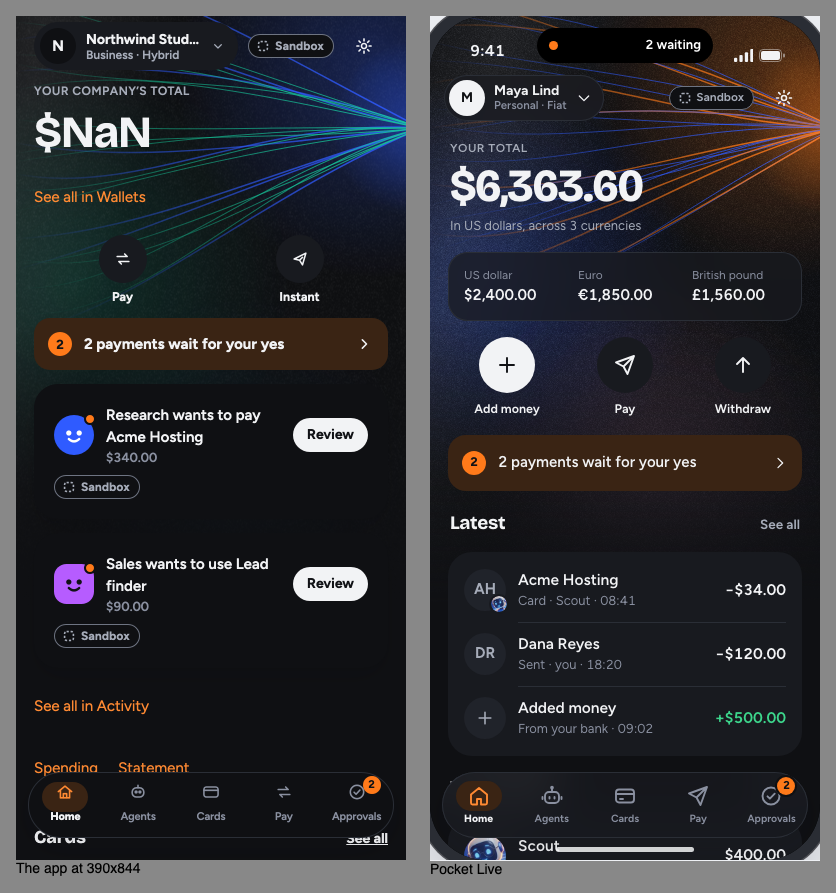 N
Northwind Stud...
Business · Hybrid
Sandbox
YOUR COMPANY'S TOTAL
$NaN
See all in Wallets
Pay
Instant
2
2 payments wait for your yes
Research wants to pay
Acme Hosting
$340.00
Review
Sandbox
Sales wants to use Lead
finder
$90.00
Review
Sandbox
See all in Activity
Spending
Statement
Home
Agents
Cards
Pay
Approvals
2
Cards
See all
The app at 390x844
9:41
2 waiting
M
Maya Lind
Personal · Fiat
Sandbox
YOUR TOTAL
$6,363.60
In US dollars, across 3 currencies
US dollar
$2,400.00
Euro
€1,850.00
British pound
£1,560.00
Add money
Pay
Withdraw
2
2 payments wait for your yes
Latest
See all
AH
Acme Hosting
Card · Scout · 08:41
-$34.00
DR
Dana Reyes
Sent · you · 18:20
-$120.00
Added money
From your bank · 09:02
+$500.00
Home
Agents
Cards
Pay
Approvals
2
Scout
$400.00
Pocket Live